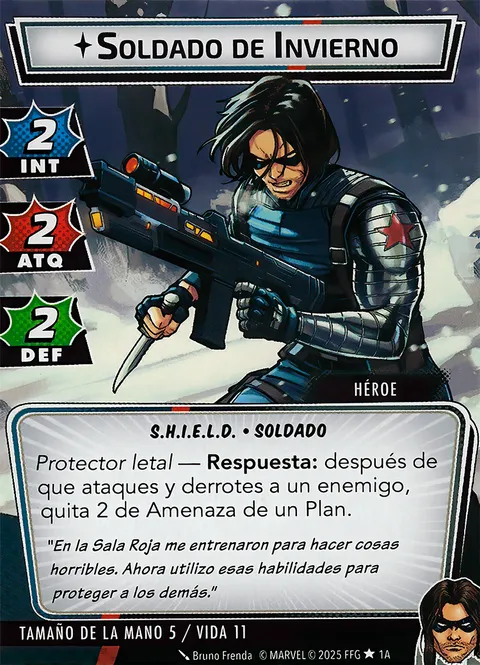 SOLDADO DE INVIERNO
2
INT
2
ATQ
2
DEF
HÉROE
S.H.I.E.L.D. • SOLDADO
Protector letal — Respuesta: después de
que ataques y derrotes a un enemigo,
quita 2 de Amenaza de un Plan.
"En la Sala Roja me entrenaron para hacer cosas
horribles. Ahora utilizo esas habilidades para
proteger a los demás."
TAMAÑO DE LA MANO 5 / VIDA 11
Bruno Frenda © MARVEL © 2025 FFG ★ 1A